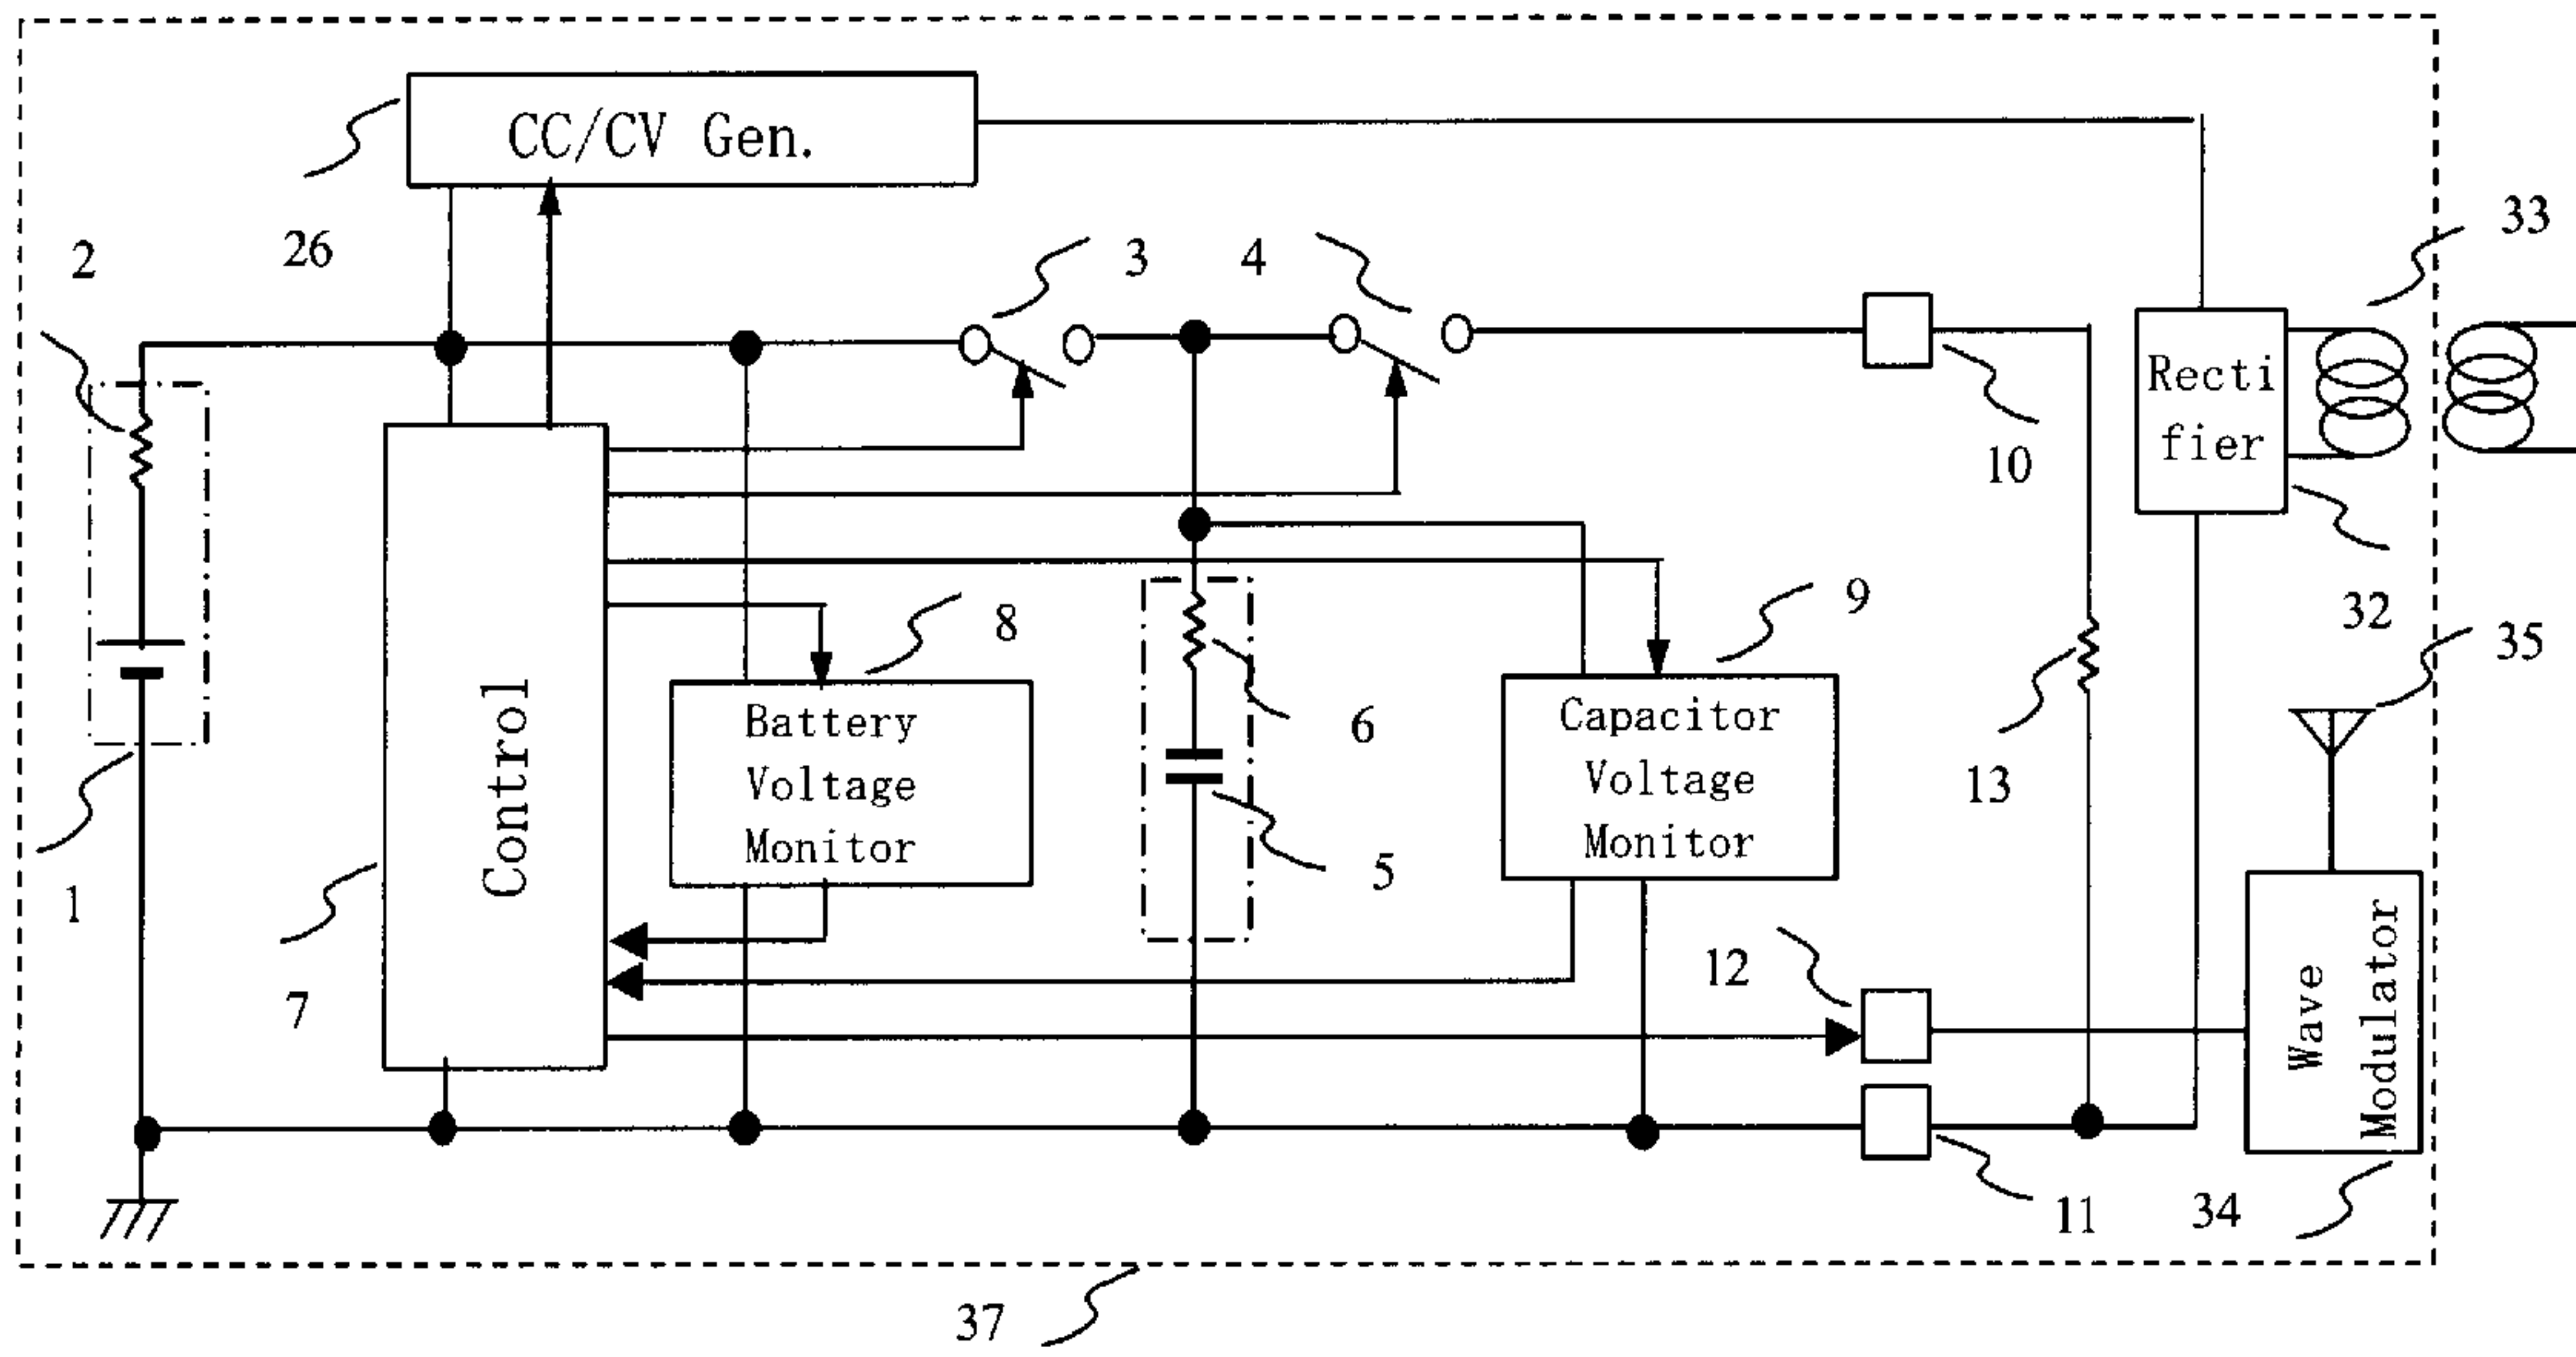 CC/CV Gen.
26
2
3
4
33
Recti
fier
10
32
8
9
35
Battery
Voltage
Monitor
6
Capacitor
Voltage
Monitor
13
Control
5
1
7
12
Wave
Modulator
11
34
37